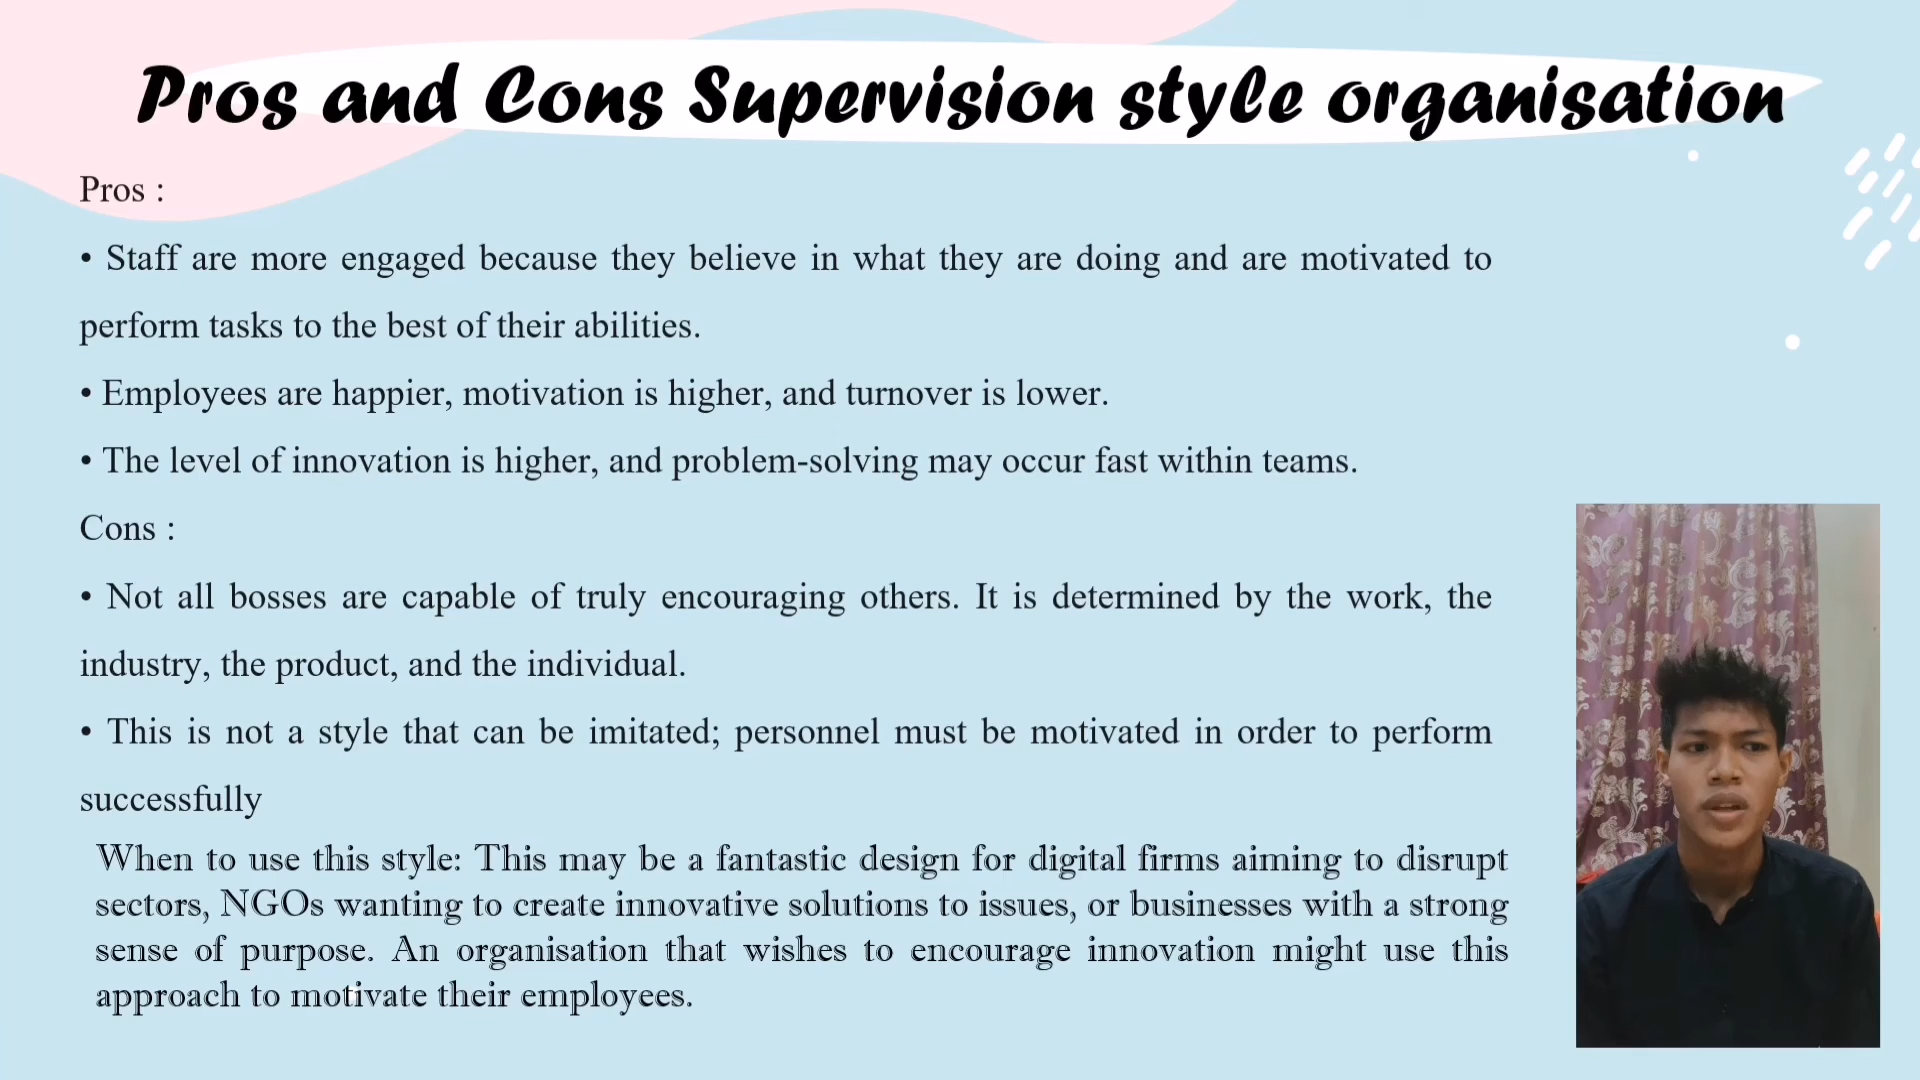 Pros and Cons Supervision style organisation
Pros :
• Staff are more engaged because they believe in what they are doing and are motivated to
perform tasks to the best of their abilities.
• Employees are happier, motivation is higher, and turnover is lower.
• The level of innovation is higher, and problem-solving may occur fast within teams.
Cons :
• Not all bosses are capable of truly encouraging others. It is determined by the work, the
industry, the product, and the individual.
• This is not a style that can be imitated; personnel must be motivated in order to perform
successfully
When to use this style: This may be a fantastic design for digital firms aiming to disrupt
sectors, NGOs wanting to create innovative solutions to issues, or businesses with a strong
sense of purpose. An organisation that wishes to encourage innovation might use this
approach to motivate their employees.